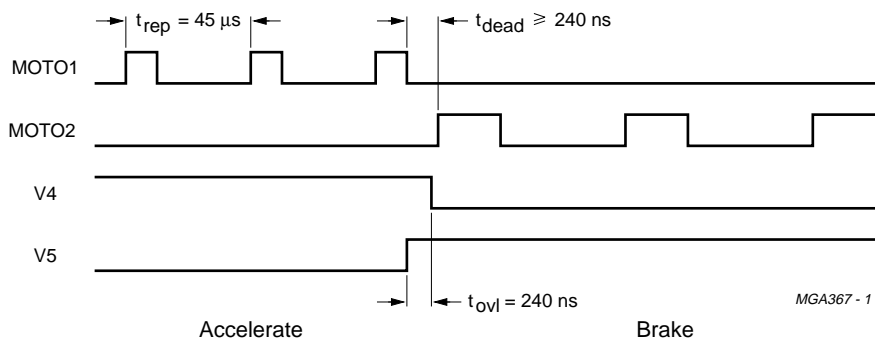 t_rep = 45 μs
t_dead ≥ 240 ns
MOTO1
MOTO2
V4
V5
t_ovl = 240 ns
MGA367 - 1
Accelerate
Brake